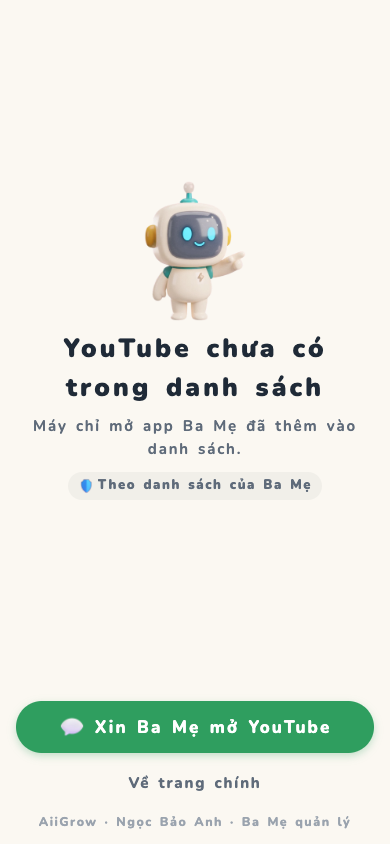 YouTube chưa có
trong danh sách
Máy chỉ mở app Ba Mẹ đã thêm vào
danh sách.
Theo danh sách của Ba Mẹ
Xin Ba Mẹ mở YouTube
Về trang chính
AiiGrow · Ngọc Bảo Anh · Ba Mẹ quản lý